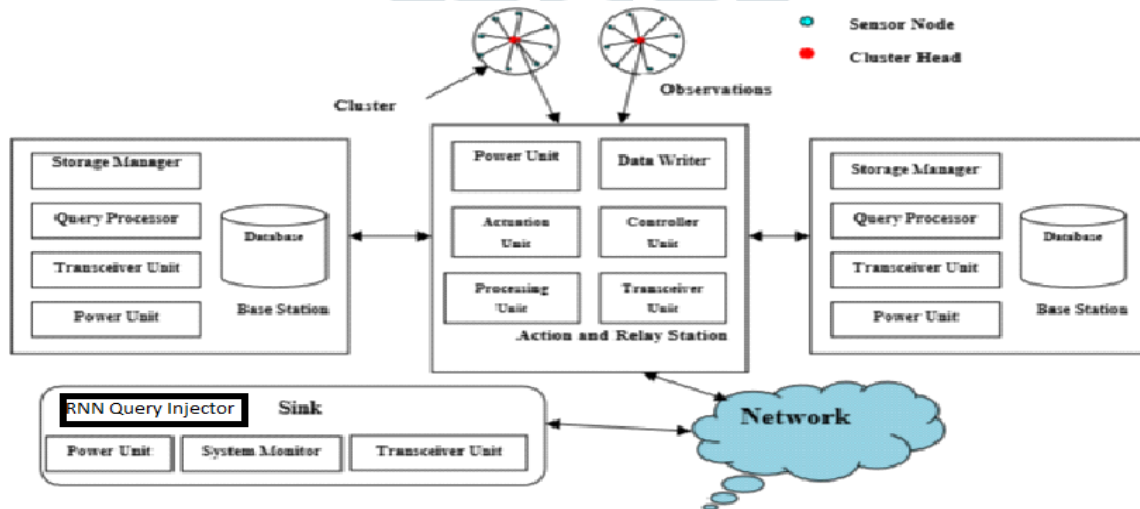 Sensor Node
Cluster Head
Cluster
Observations
Storage Manager
Query Processor
Transceiver Unit
Power Unit
Database
Base Station
Power Unit
Data Writer
Actuation
Unit
Controller
Unit
Processing
Unit
Transceiver
Unit
Action and Relay Station
Storage Manager
Query Processor
Transceiver Unit
Power Unit
Database
Base Station
RNN Query Injector
Sink
Power Unit
System Monitor
Transceiver Unit
Network